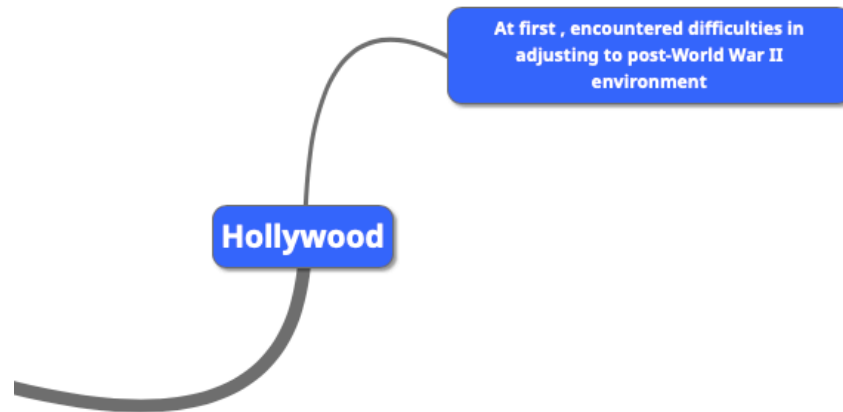 At first , encountered difficulties in
adjusting to post-World War II
environment
Hollywood